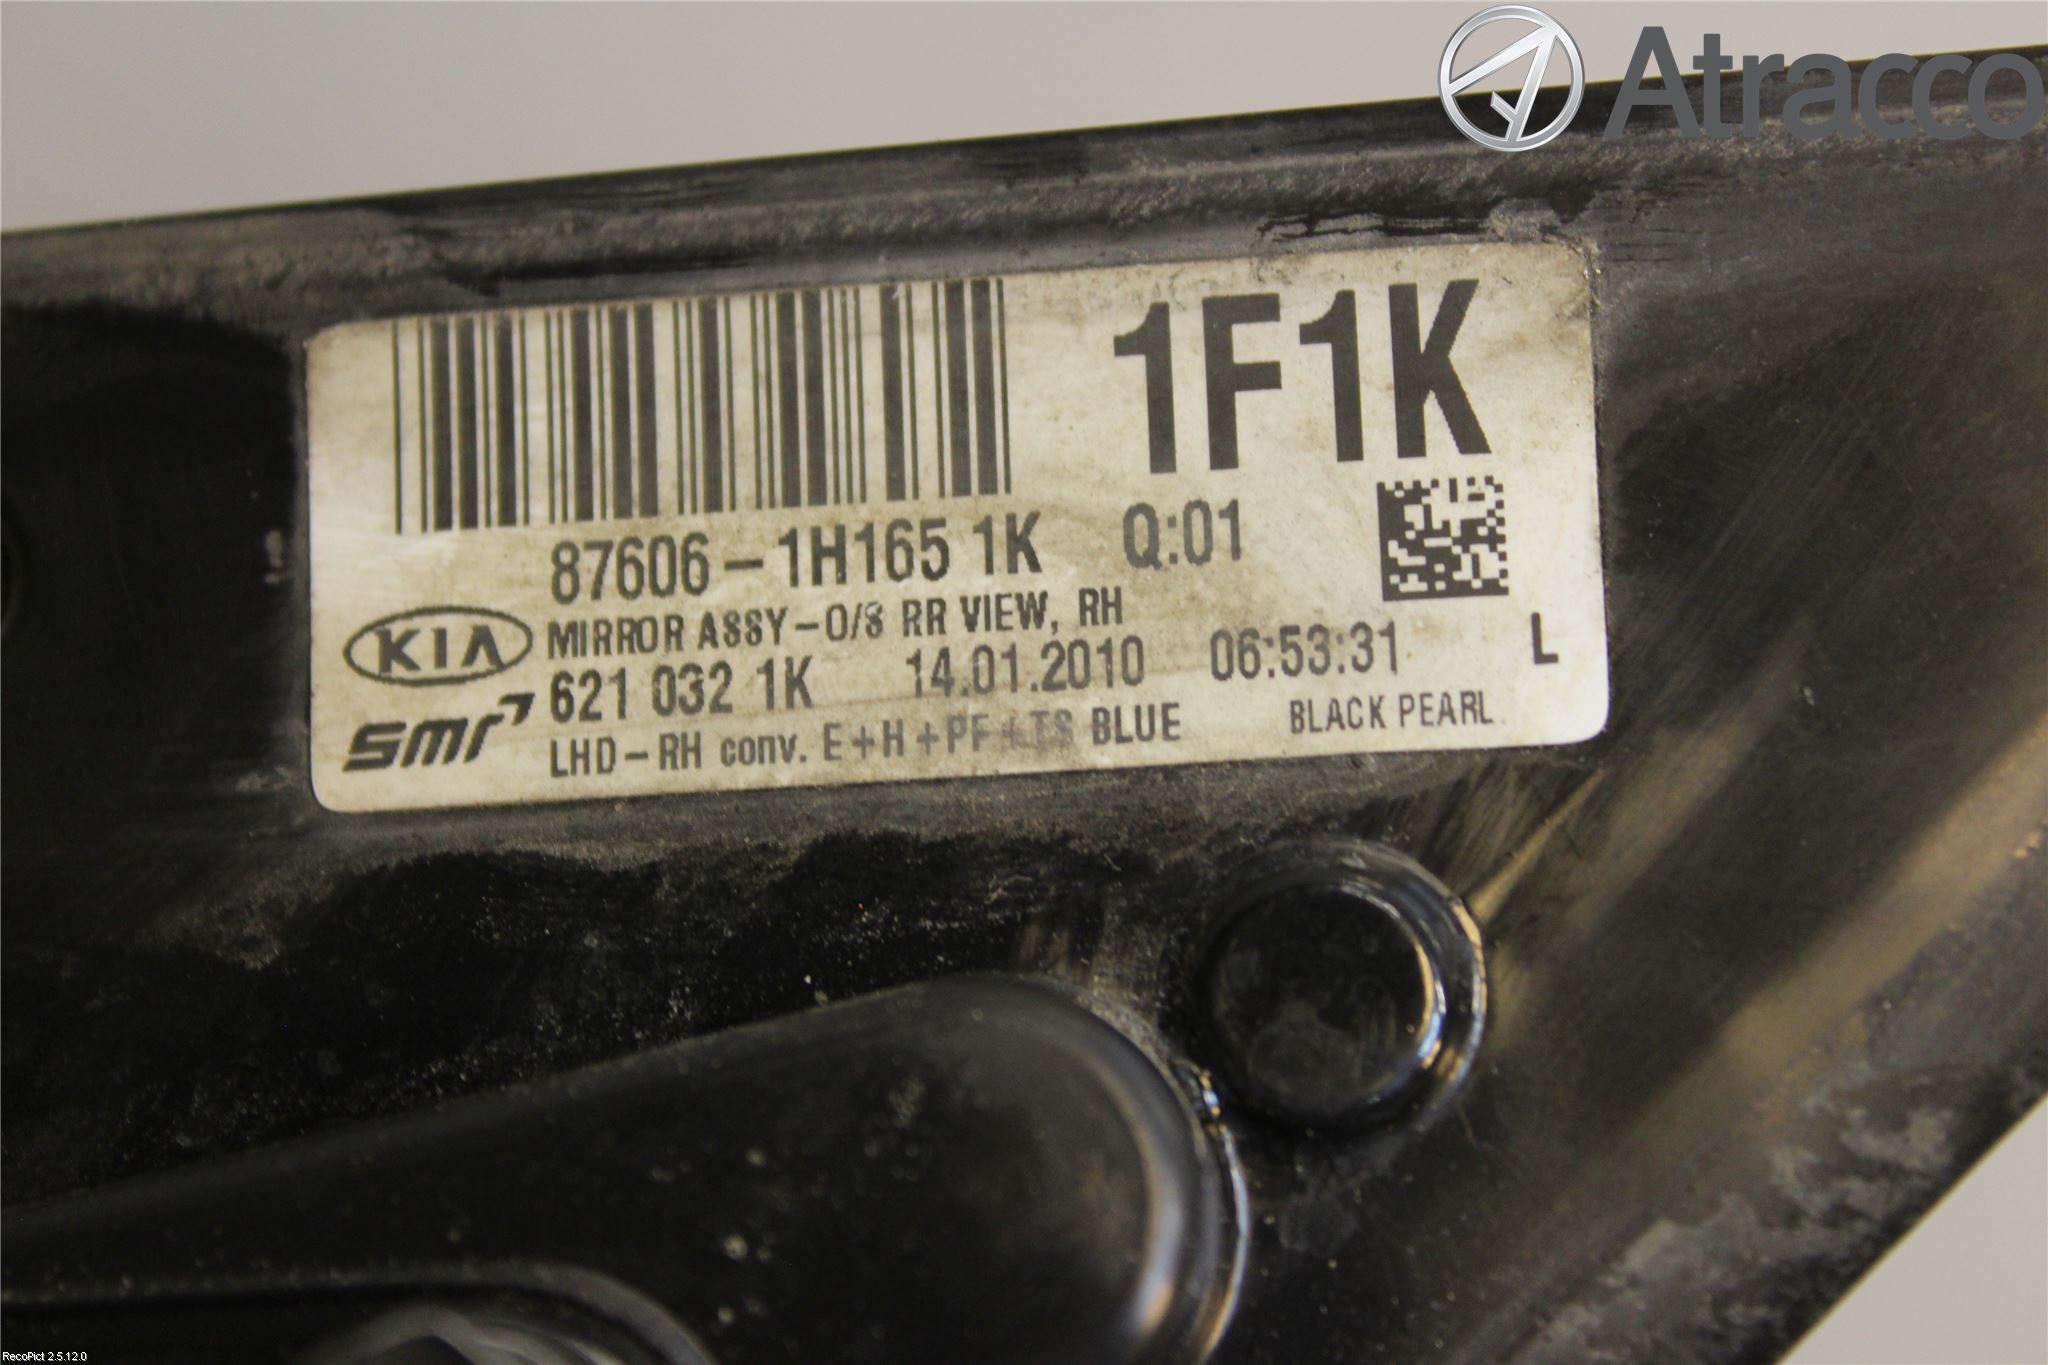 Atracco
1F1K
87606-1H165 1K Q:01
KIA MIRROR ASSY-O/S RR VIEW, RH
smr 621 032 1K 14.01.2010 06:53:31 L
LHD-RH conv. E+H+PF+TS BLUE BLACK PEARL
RecoPict 2.5.12.0